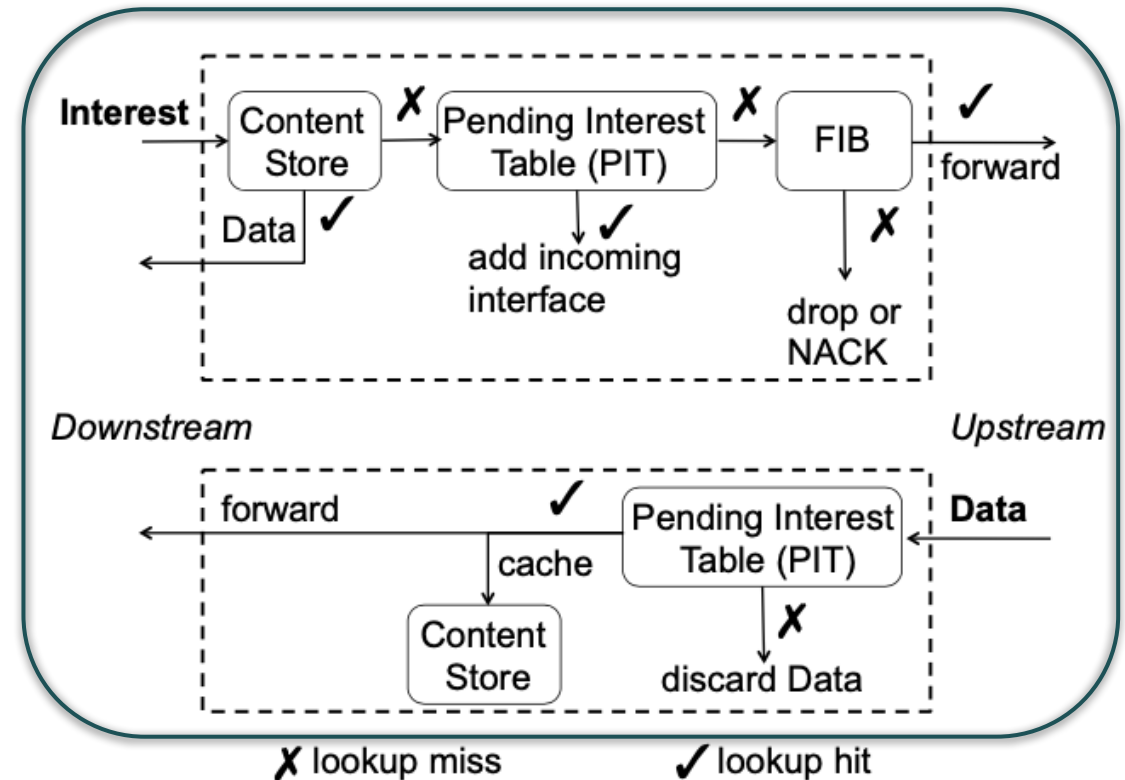 Interest
Content
Store
✗
Pending Interest
Table (PIT)
✗
FIB
✓
forward
Data
✓
✓
add incoming
interface
✗
drop or
NACK
Downstream
Upstream
forward
✓
cache
Content
Store
Pending Interest
Table (PIT)
Data
✗
discard Data
✗ lookup miss
✓ lookup hit